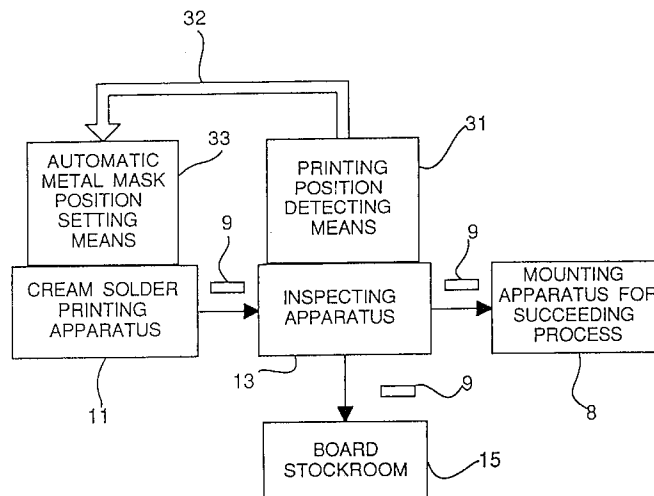 32
33
31
AUTOMATIC
METAL MASK
POSITION
SETTING
MEANS
PRINTING
POSITION
DETECTING
MEANS
9
9
CREAM SOLDER
PRINTING
APPARATUS
INSPECTING
APPARATUS
MOUNTING
APPARATUS FOR
SUCCEEDING
PROCESS
11
13
9
8
BOARD
STOCKROOM
15